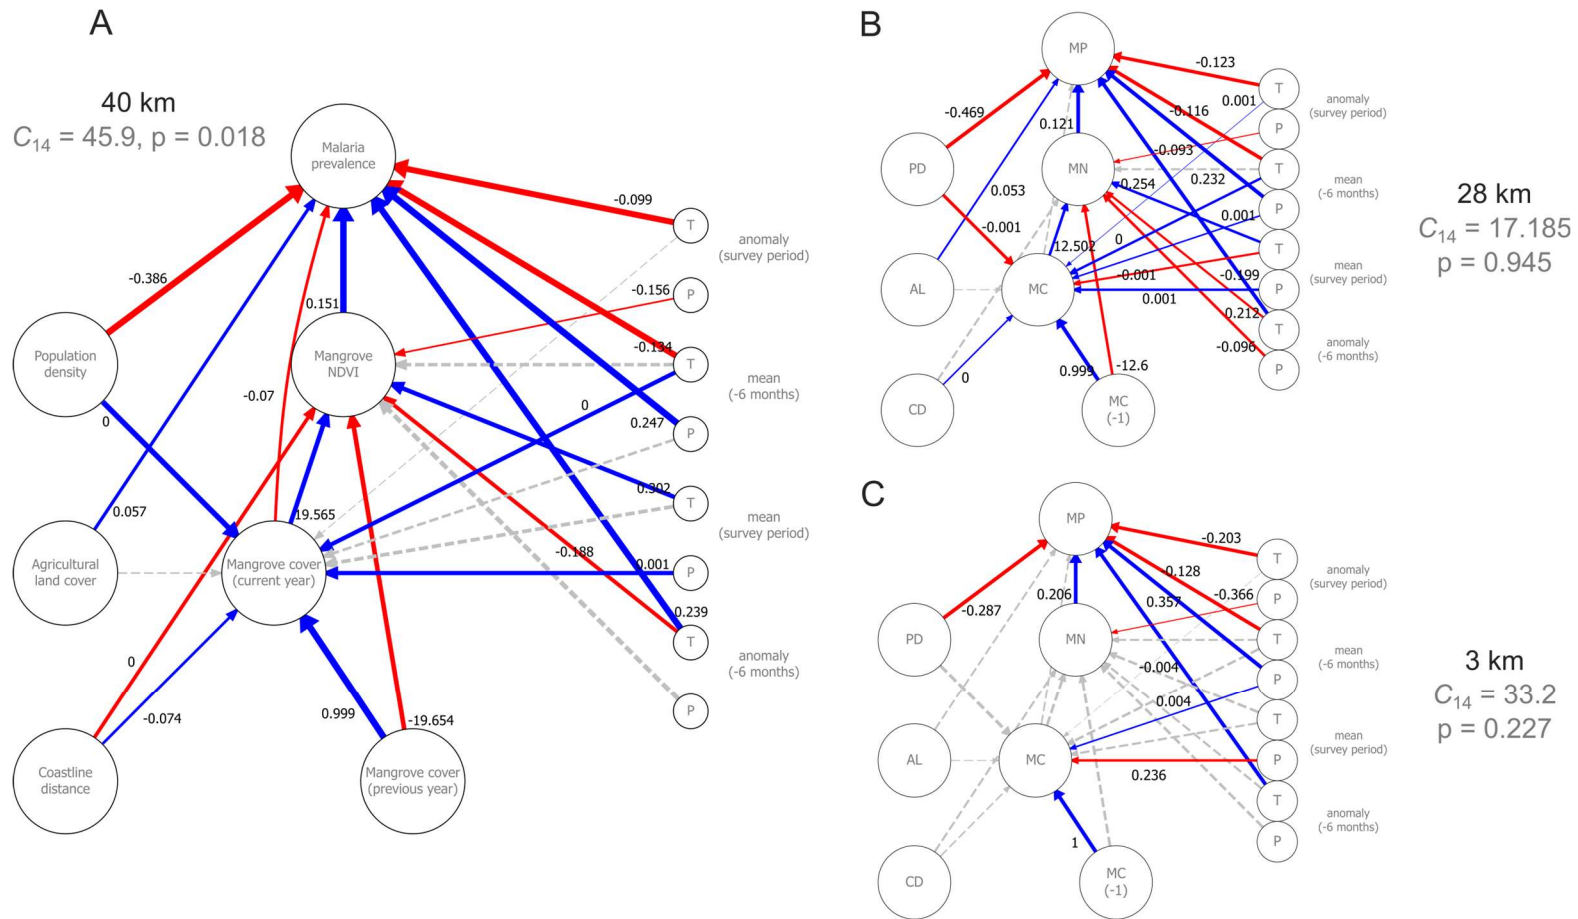 A
40 km
C14 = 45.9, p = 0.018
Malaria
prevalence
-0.099
T
anomaly
(survey period)
-0.386
-0.156
P
0.151
Population
density
Mangrove
NDVI
-0.134
T
mean
(-6 months)
-0.07
0
0
0.247
P
0.302
T
mean
(survey period)
0.057
19.565
-0.188
Agricultural
land cover
Mangrove cover
(current year)
0.001
P
0.239
T
anomaly
(-6 months)
0
-0.074
0.999
-19.654
P
Coastline
distance
Mangrove cover
(previous year)
B
MP
-0.123
T
0.001
anomaly
(survey period)
-0.469
-0.116
0.121
P
-0.093
PD
MN
T
0.232
mean
(-6 months)
0.053
0.254
P
0.001
-0.001
0
12.502
T
mean
(survey period)
-0.001
-0.199
AL
MC
P
0.001
0.212
T
anomaly
(-6 months)
-0.096
0
0.999
-12.6
P
CD
MC
(-1)
28 km
C14 = 17.185
p = 0.945
C
MP
-0.203
T
anomaly
(survey period)
0.128
-0.366
0.206
0.357
P
-0.287
PD
MN
T
mean
(-6 months)
-0.004
P
0.004
T
mean
(survey period)
AL
MC
P
0.236
T
anomaly
(-6 months)
1
P
CD
MC
(-1)
3 km
C14 = 33.2
p = 0.227